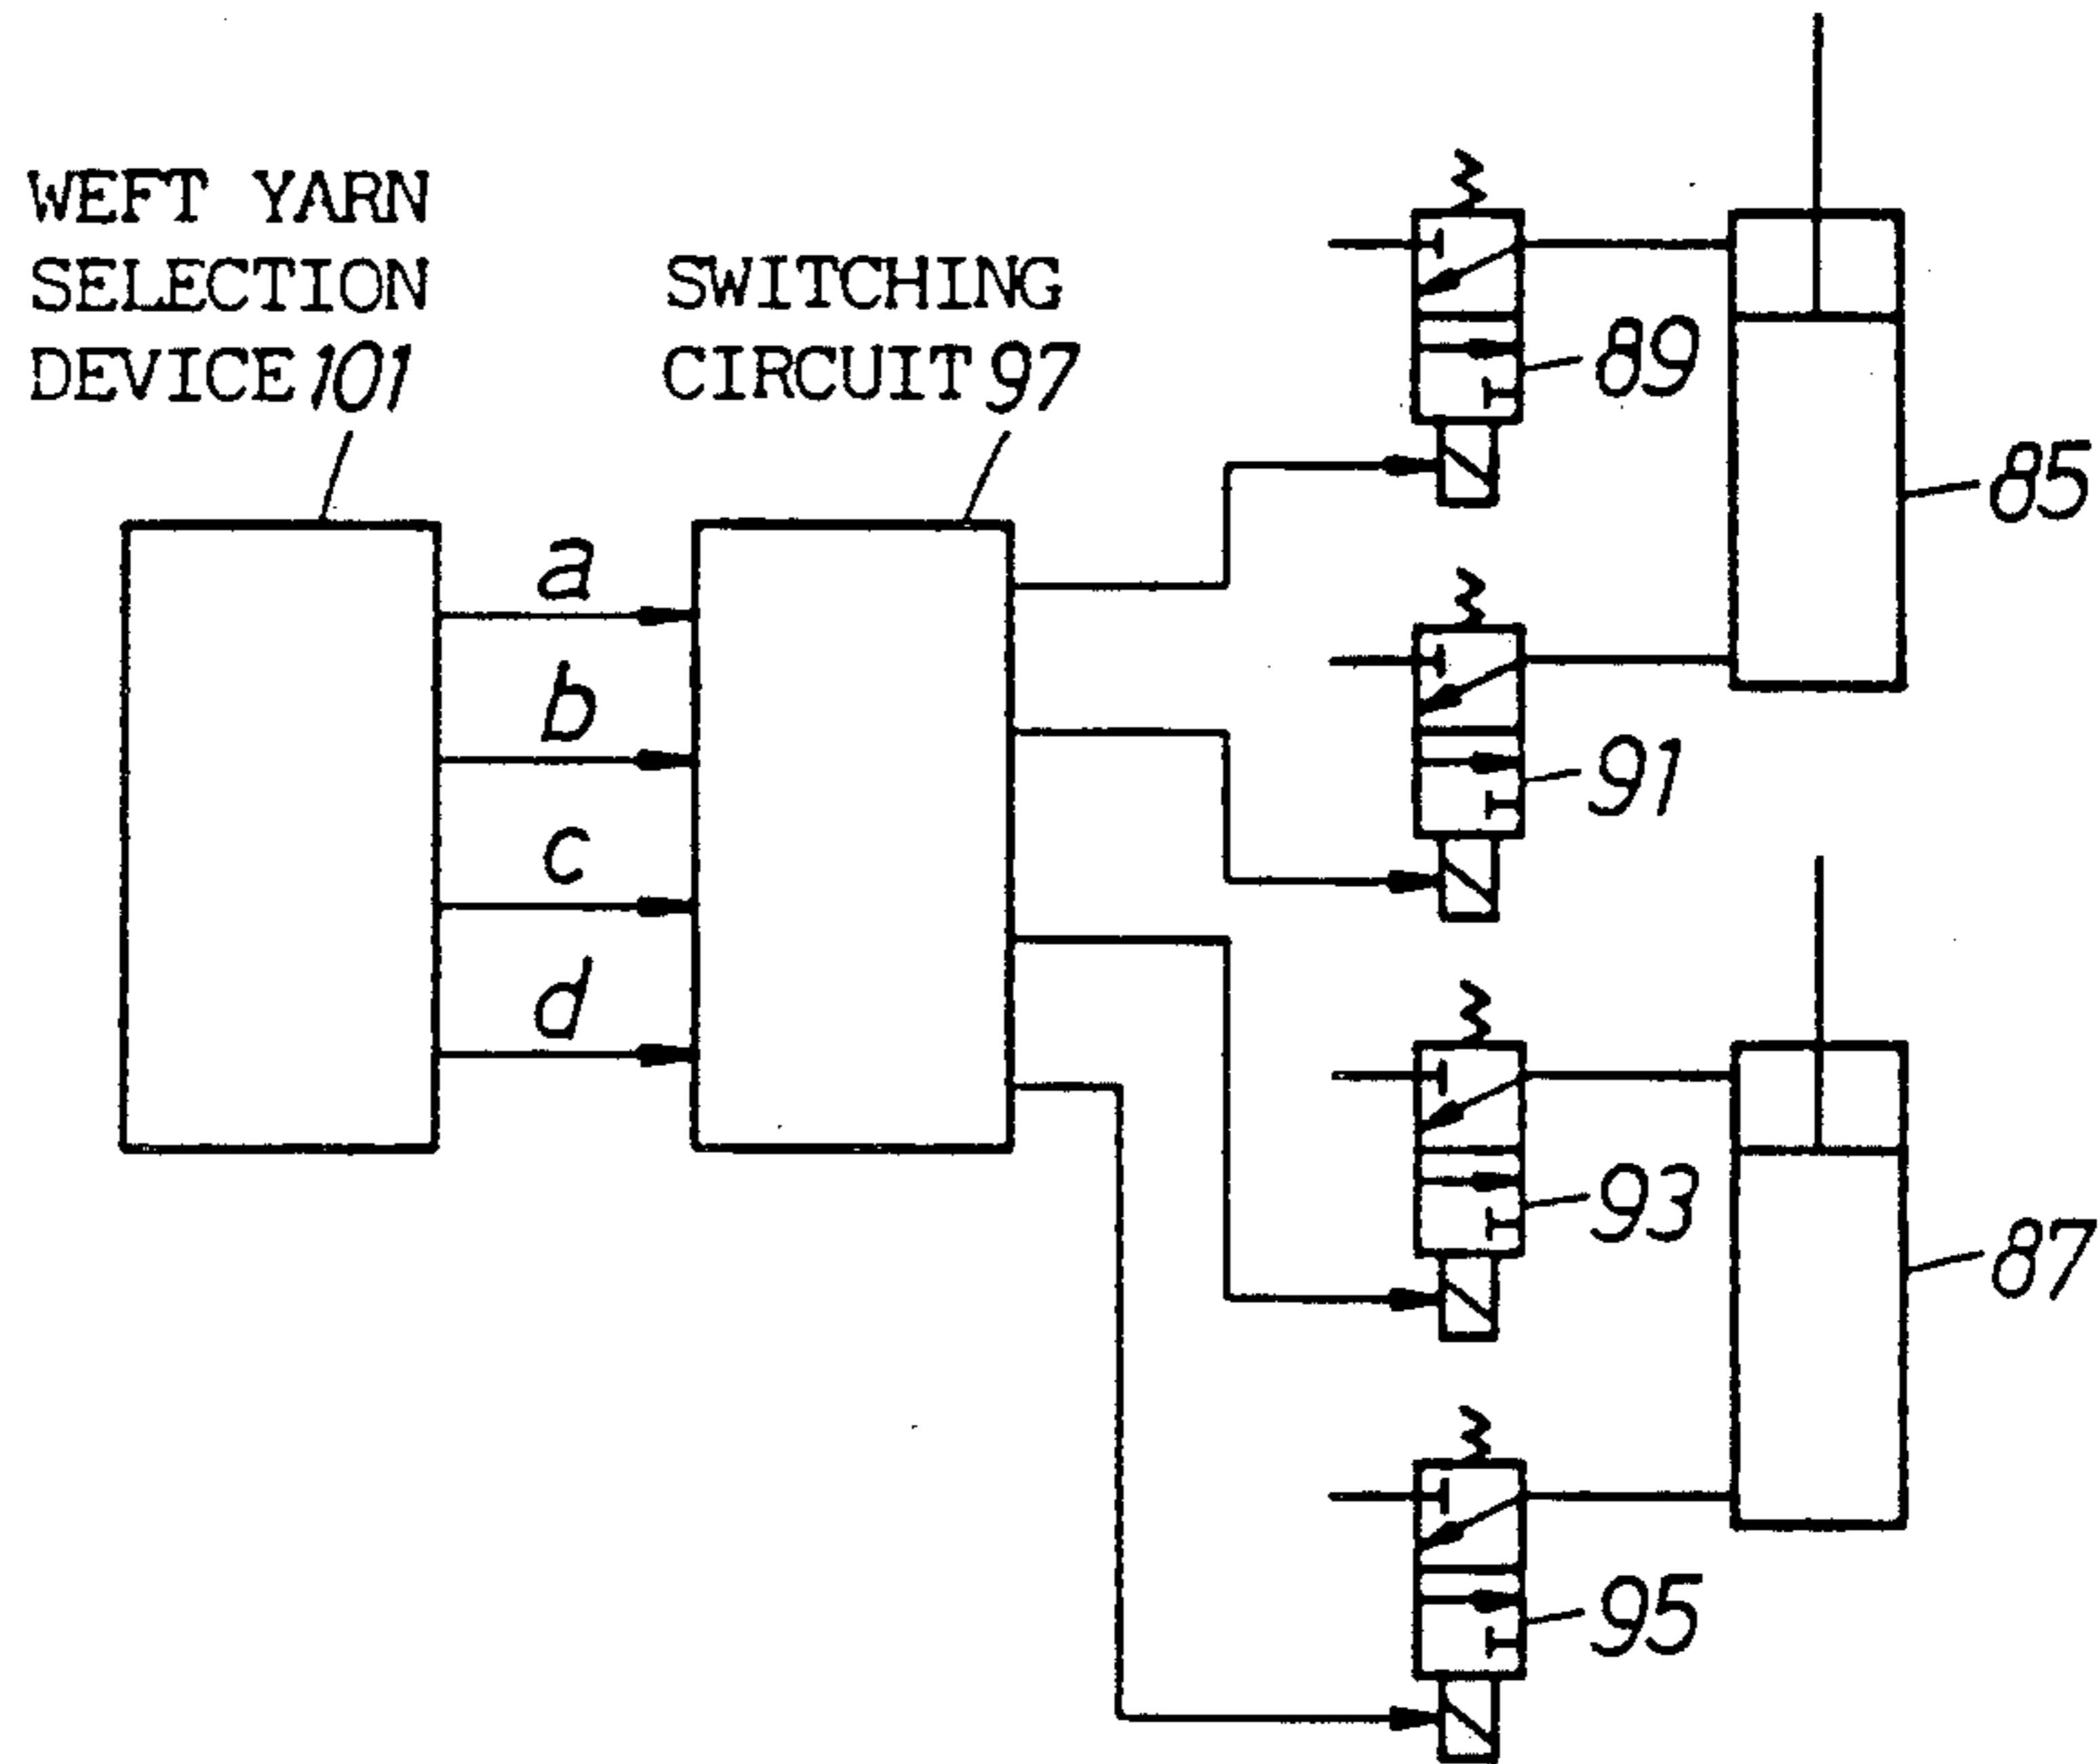 WEFT YARN
SELECTION
DEVICE 101
SWITCHING
CIRCUIT 97
a
b
c
d
89
85
91
93
87
95